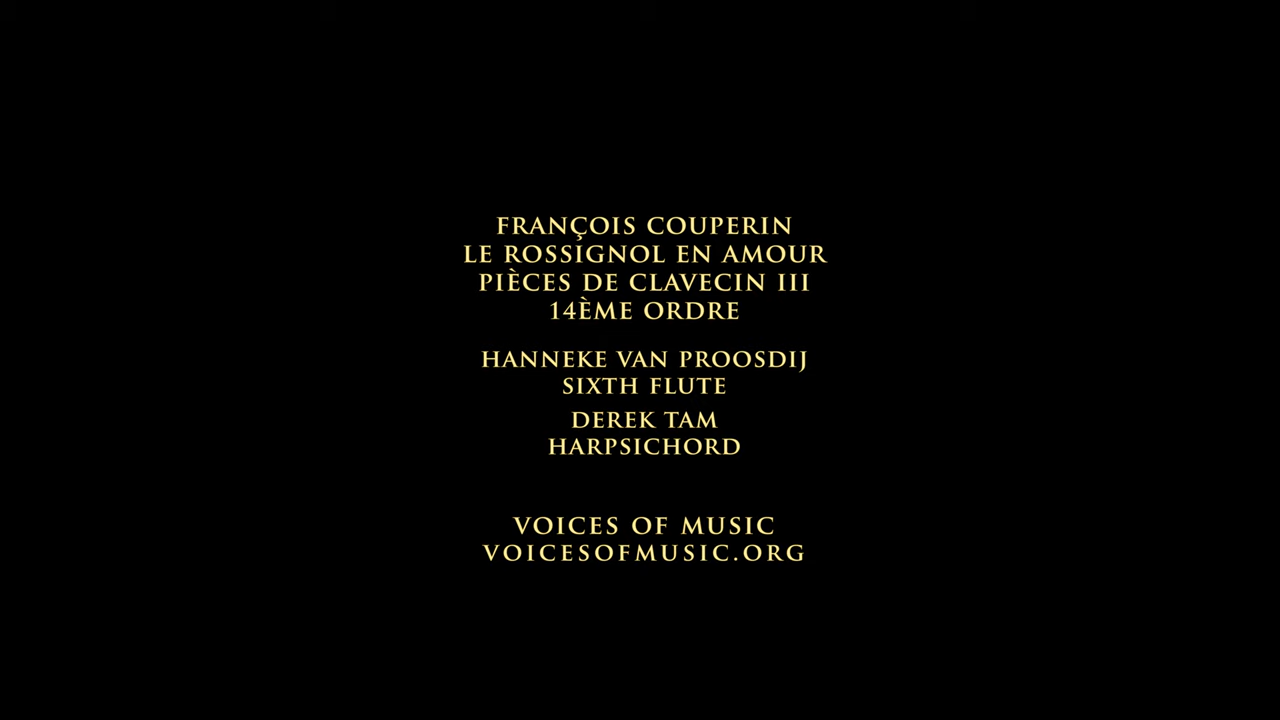 FRANÇOIS COUPERIN
LE ROSSIGNOL EN AMOUR
PIÈCES DE CLAVECIN III
14ÈME ORDRE
HANNEKE VAN PROOSDIJ
SIXTH FLUTE
DEREK TAM
HARPSICHORD
VOICES OF MUSIC
VOICESOFMUSIC.ORG